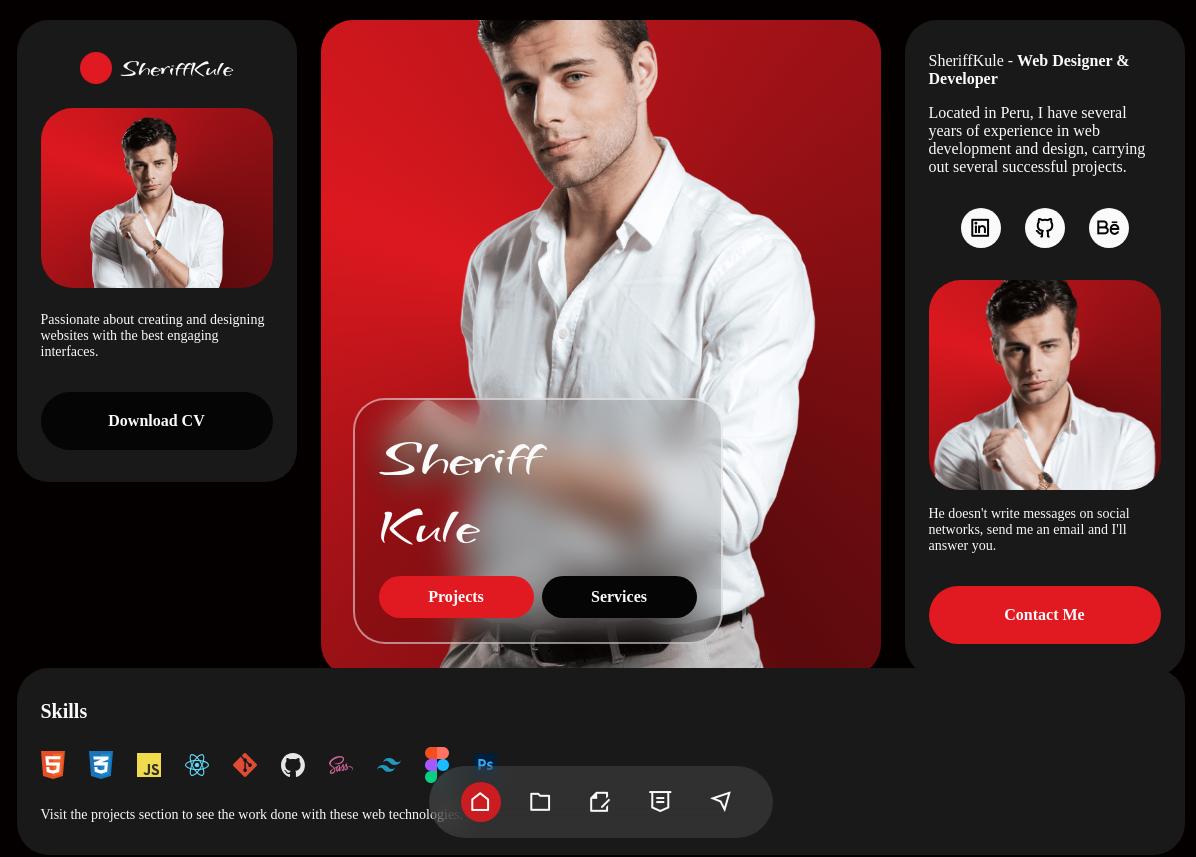 SheriffKule
Passionate about creating and designing
websites with the best engaging
interfaces.
Download CV
Sheriff
Kule
Projects
Services
SheriffKule - Web Designer &
Developer
Located in Peru, I have several
years of experience in web
development and design, carrying
out several successful projects.
in
Bē
He doesn't write messages on social
networks, send me an email and I'll
answer you.
Contact Me
Skills
5
3
JS
Sass
Ps
Visit the projects section to see the work done with these web technologies.